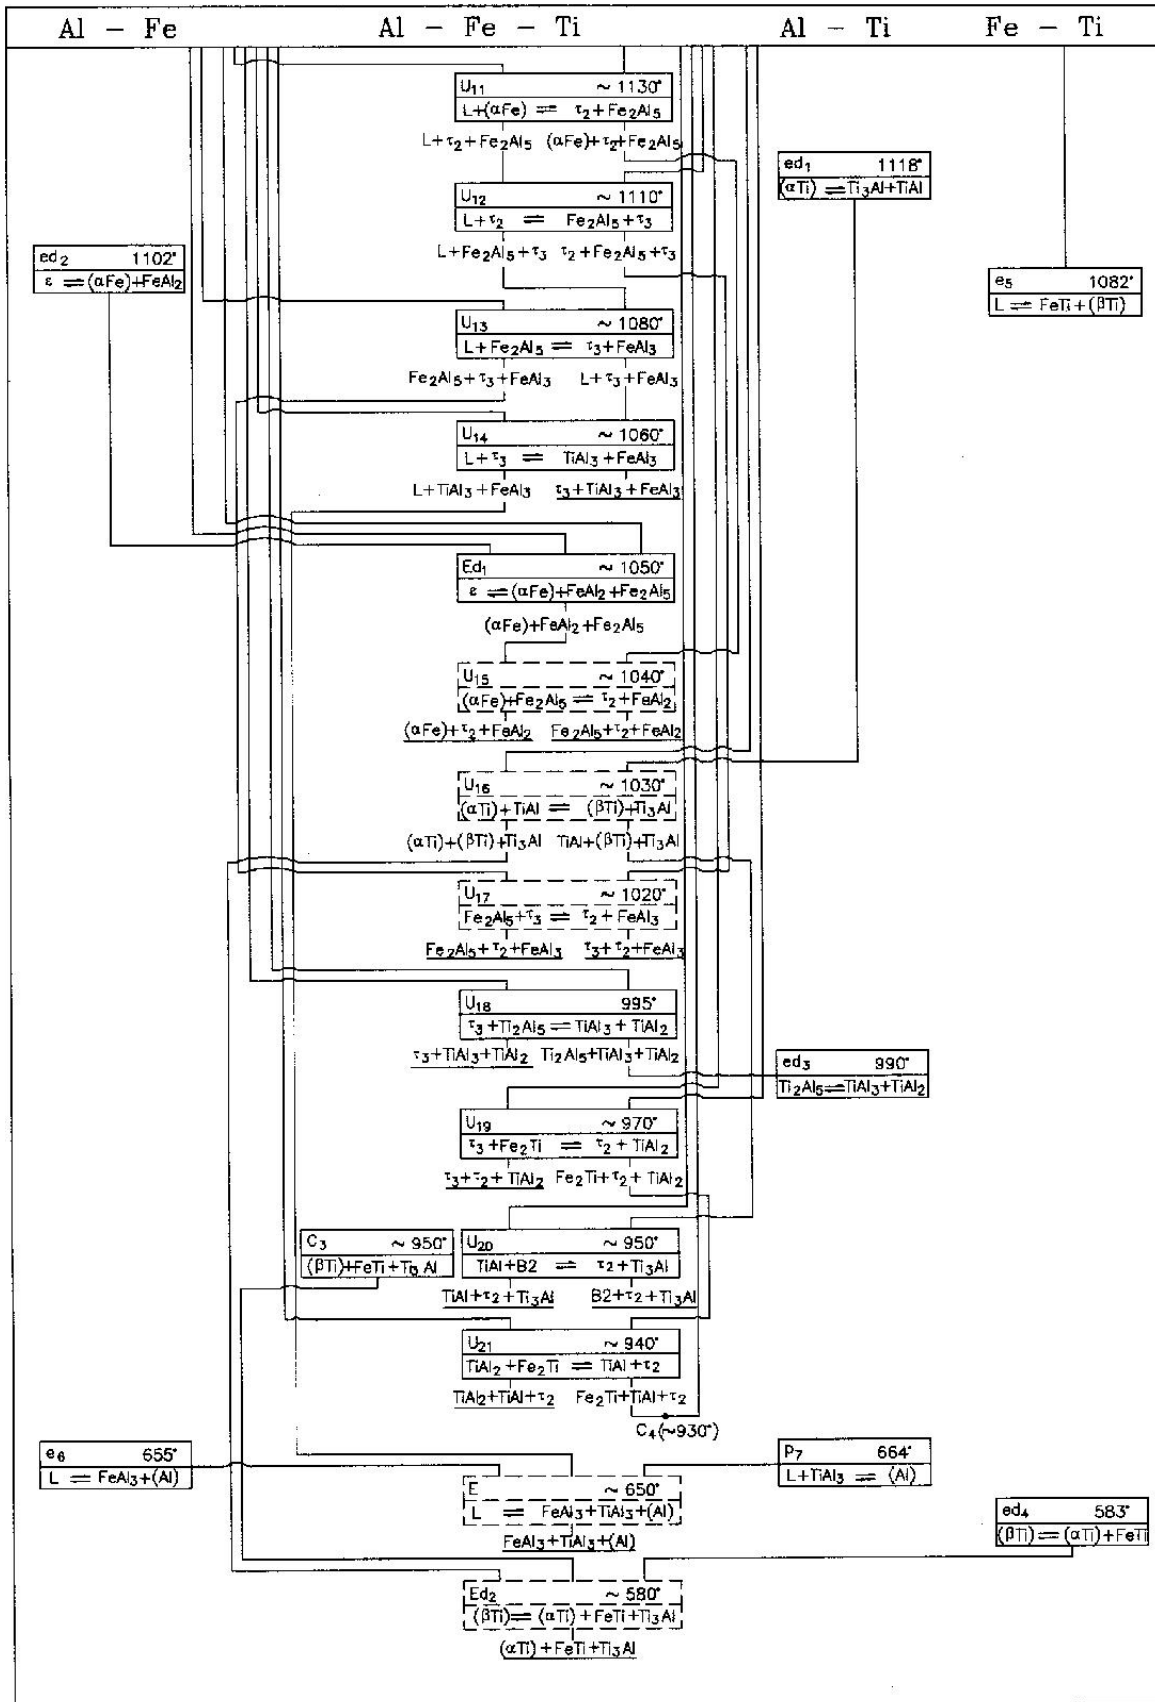 Al – Fe    Al – Fe – Ti    Al – Ti    Fe – Ti
U₁₁ ~ 1130°
L+(αFe) ⇌ τ₂+Fe₂Al₅
L+τ₂+Fe₂Al₅ (αFe)+τ₂+Fe₂Al₅
ed₁ 1118°
(αTi) ⇌ Ti₃Al+TiAl
U₁₂ ~ 1110°
L+τ₂ ⇌ Fe₂Al₅+τ₃
L+Fe₂Al₅+τ₃ τ₂+Fe₂Al₅+τ₃
ed₂ 1102°
ε ⇌ (αFe)+FeAl₂
e₅ 1082°
L ⇌ FeTi+(βTi)
U₁₃ ~ 1080°
L+Fe₂Al₅ ⇌ τ₃+FeAl₃
Fe₂Al₅+τ₃+FeAl₃ L+τ₃+FeAl₃
U₁₄ ~ 1060°
L+τ₃ ⇌ TiAl₃+FeAl₃
L+TiAl₃+FeAl₃ τ₃+TiAl₃+FeAl₃
Ed₁ ~ 1050°
ε ⇌ (αFe)+FeAl₂+Fe₂Al₅
(αFe)+FeAl₂+Fe₂Al₅
U₁₅ ~ 1040°
(αFe)+Fe₂Al₅ ⇌ τ₂+FeAl₂
(αFe)+τ₂+FeAl₂ Fe₂Al₅+τ₂+FeAl₂
U₁₆ ~ 1030°
(αTi)+TiAl ⇌ (βTi)+Ti₃Al
(αTi)+(βTi)+Ti₃Al TiAl+(βTi)+Ti₃Al
U₁₇ ~ 1020°
Fe₂Al₅+τ₃ ⇌ τ₂+FeAl₃
Fe₂Al₅+τ₂+FeAl₃ τ₃+τ₂+FeAl₃
U₁₈ 995°
τ₃+Ti₂Al₅ ⇌ TiAl₃+TiAl₂
τ₃+TiAl₃+TiAl₂ Ti₂Al₅+TiAl₃+TiAl₂
ed₃ 990°
Ti₂Al₅⇌TiAl₃+TiAl₂
U₁₉ ~ 970°
τ₃+Fe₂Ti ⇌ τ₂+TiAl₂
τ₃+τ₂+TiAl₂ Fe₂Ti+τ₂+TiAl₂
C₃ ~ 950°
(βTi)+FeTi+Ti₃Al
U₂₀ ~ 950°
TiAl+B2 ⇌ τ₂+Ti₃Al
TiAl+τ₂+Ti₃Al B2+τ₂+Ti₃Al
U₂₁ ~ 940°
TiAl₂+Fe₂Ti ⇌ TiAl+τ₂
TiAl₂+TiAl+τ₂ Fe₂Ti+TiAl+τ₂
C₄(~930°)
e₆ 655°
L ⇌ FeAl₃+(Al)
P₇ 664°
L+TiAl₃ ⇌ (Al)
E ~ 650°
L ⇌ FeAl₃+TiAl₃+(Al)
FeAl₃+TiAl₃+(Al)
ed₄ 583°
(βTi)⇌(αTi)+FeTi
Ed₂ ~ 580°
(βTi)⇌(αTi)+FeTi+Ti₃Al
(αTi)+FeTi+Ti₃Al